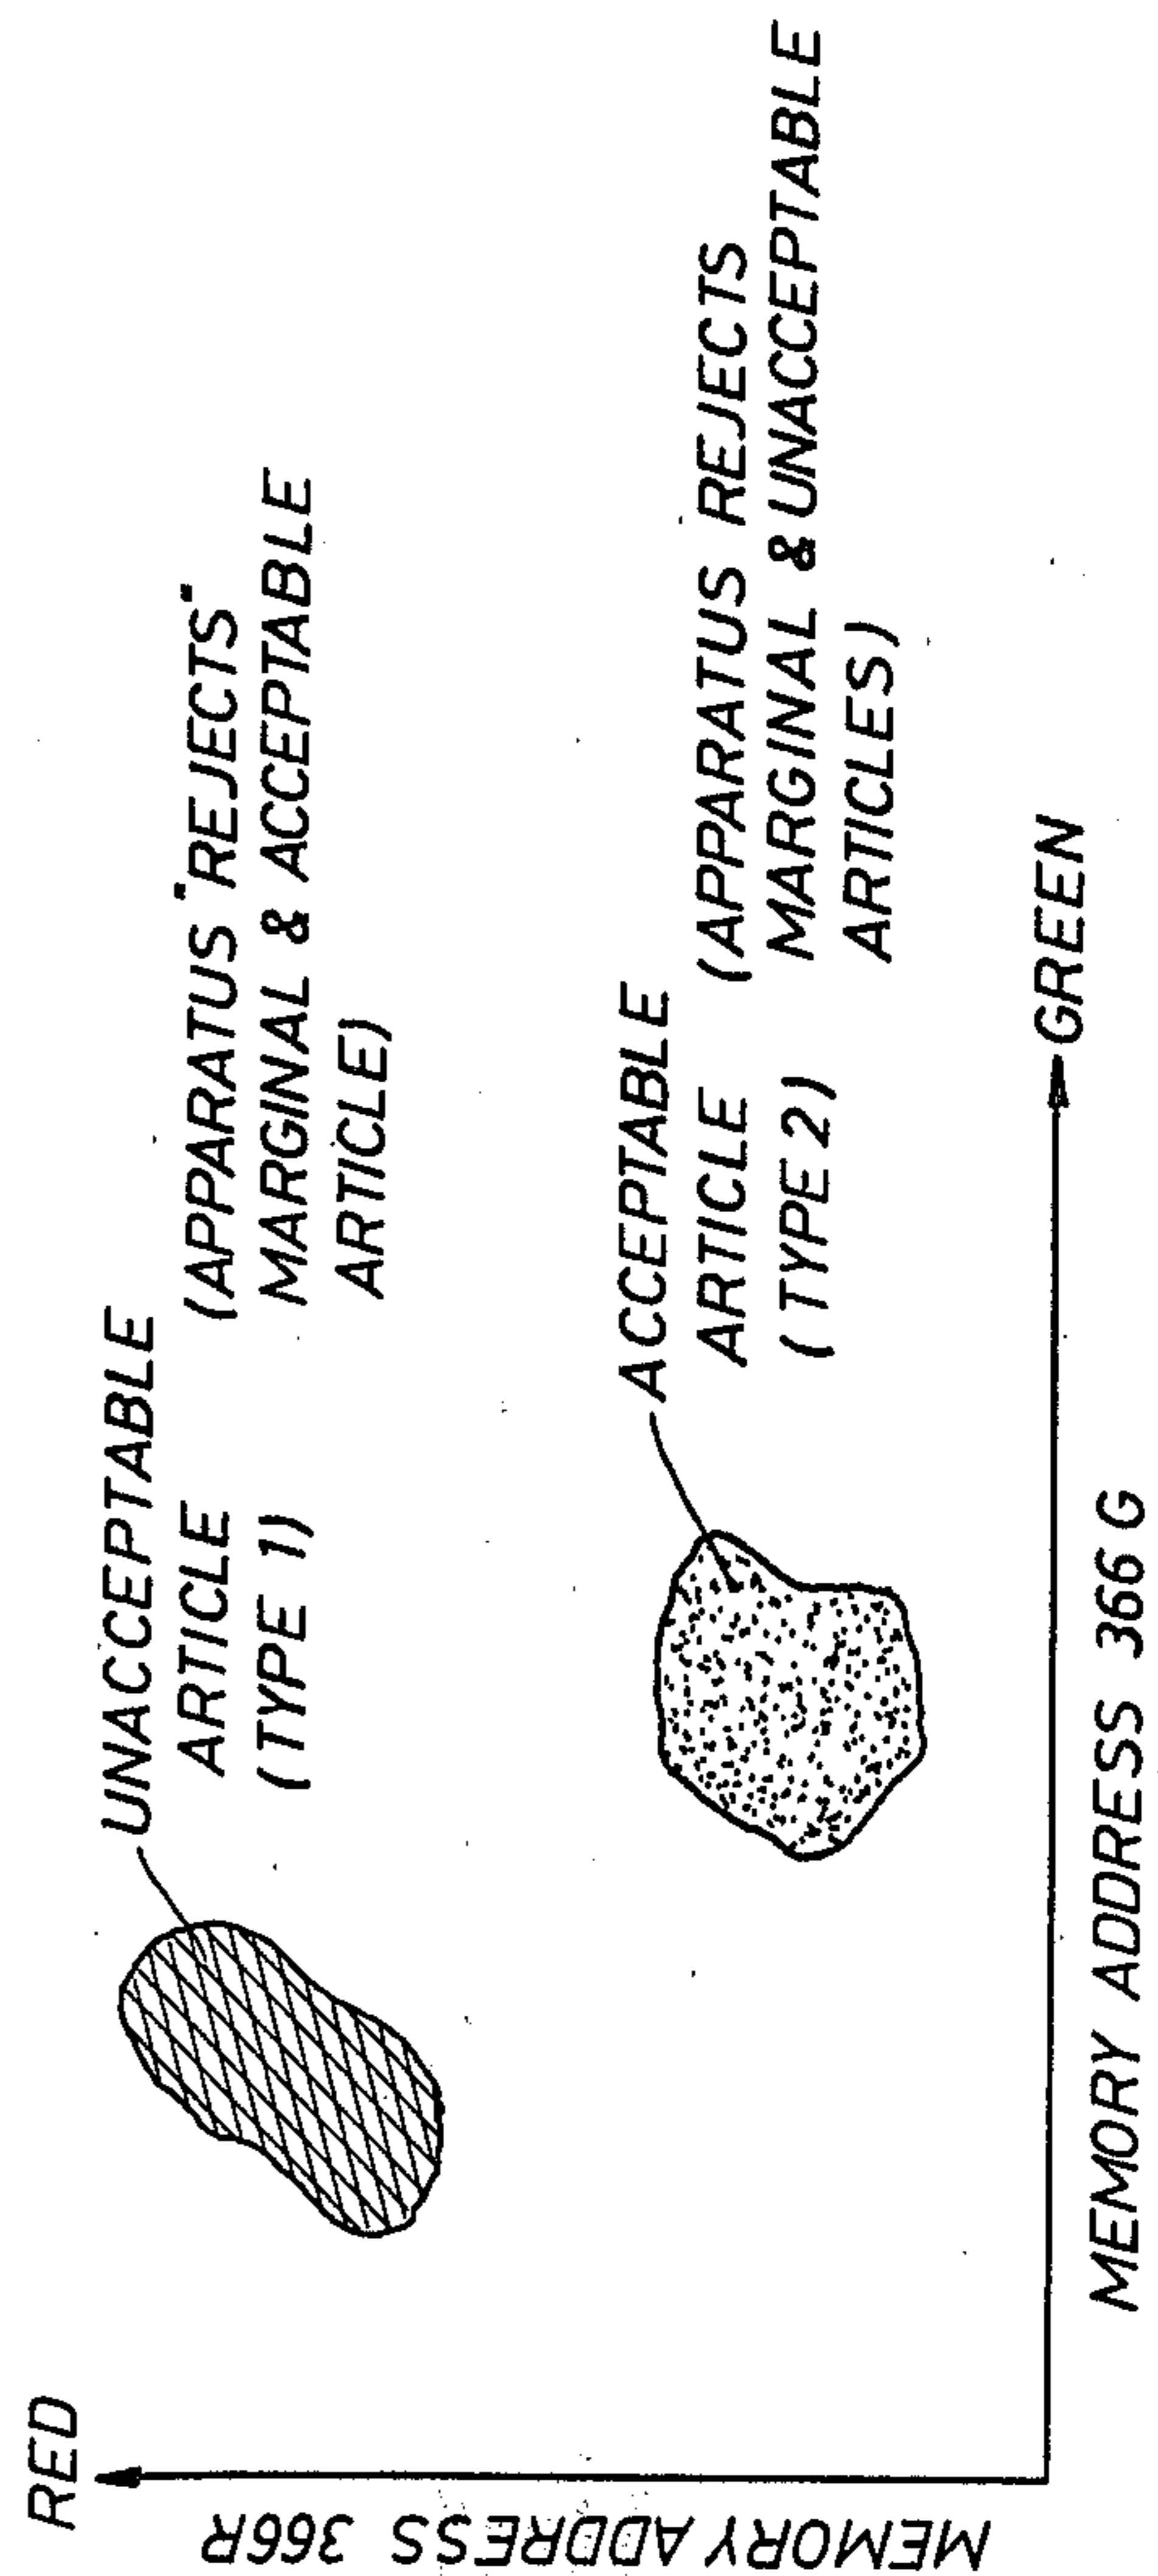 RED
MEMORY ADDRESS 366R
UNACCEPTABLE
ARTICLE
(TYPE 1)
(APPARATUS "REJECTS"
MARGINAL & ACCEPTABLE
ARTICLE)
ACCEPTABLE
ARTICLE
(TYPE 2)
(APPARATUS REJECTS
MARGINAL & UNACCEPTABLE
ARTICLES)
GREEN
MEMORY ADDRESS 366G